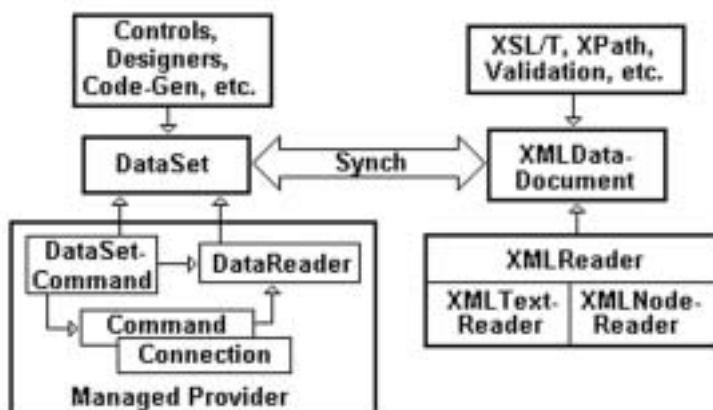 Controls,
Designers,
Code-Gen, etc.
XSL/T, XPath,
Validation, etc.
DataSet
Synch
XMLData-
Document
DataSet-
Command
DataReader
Command
Connection
Managed Provider
XMLReader
XMLText-
Reader
XMLNode-
Reader